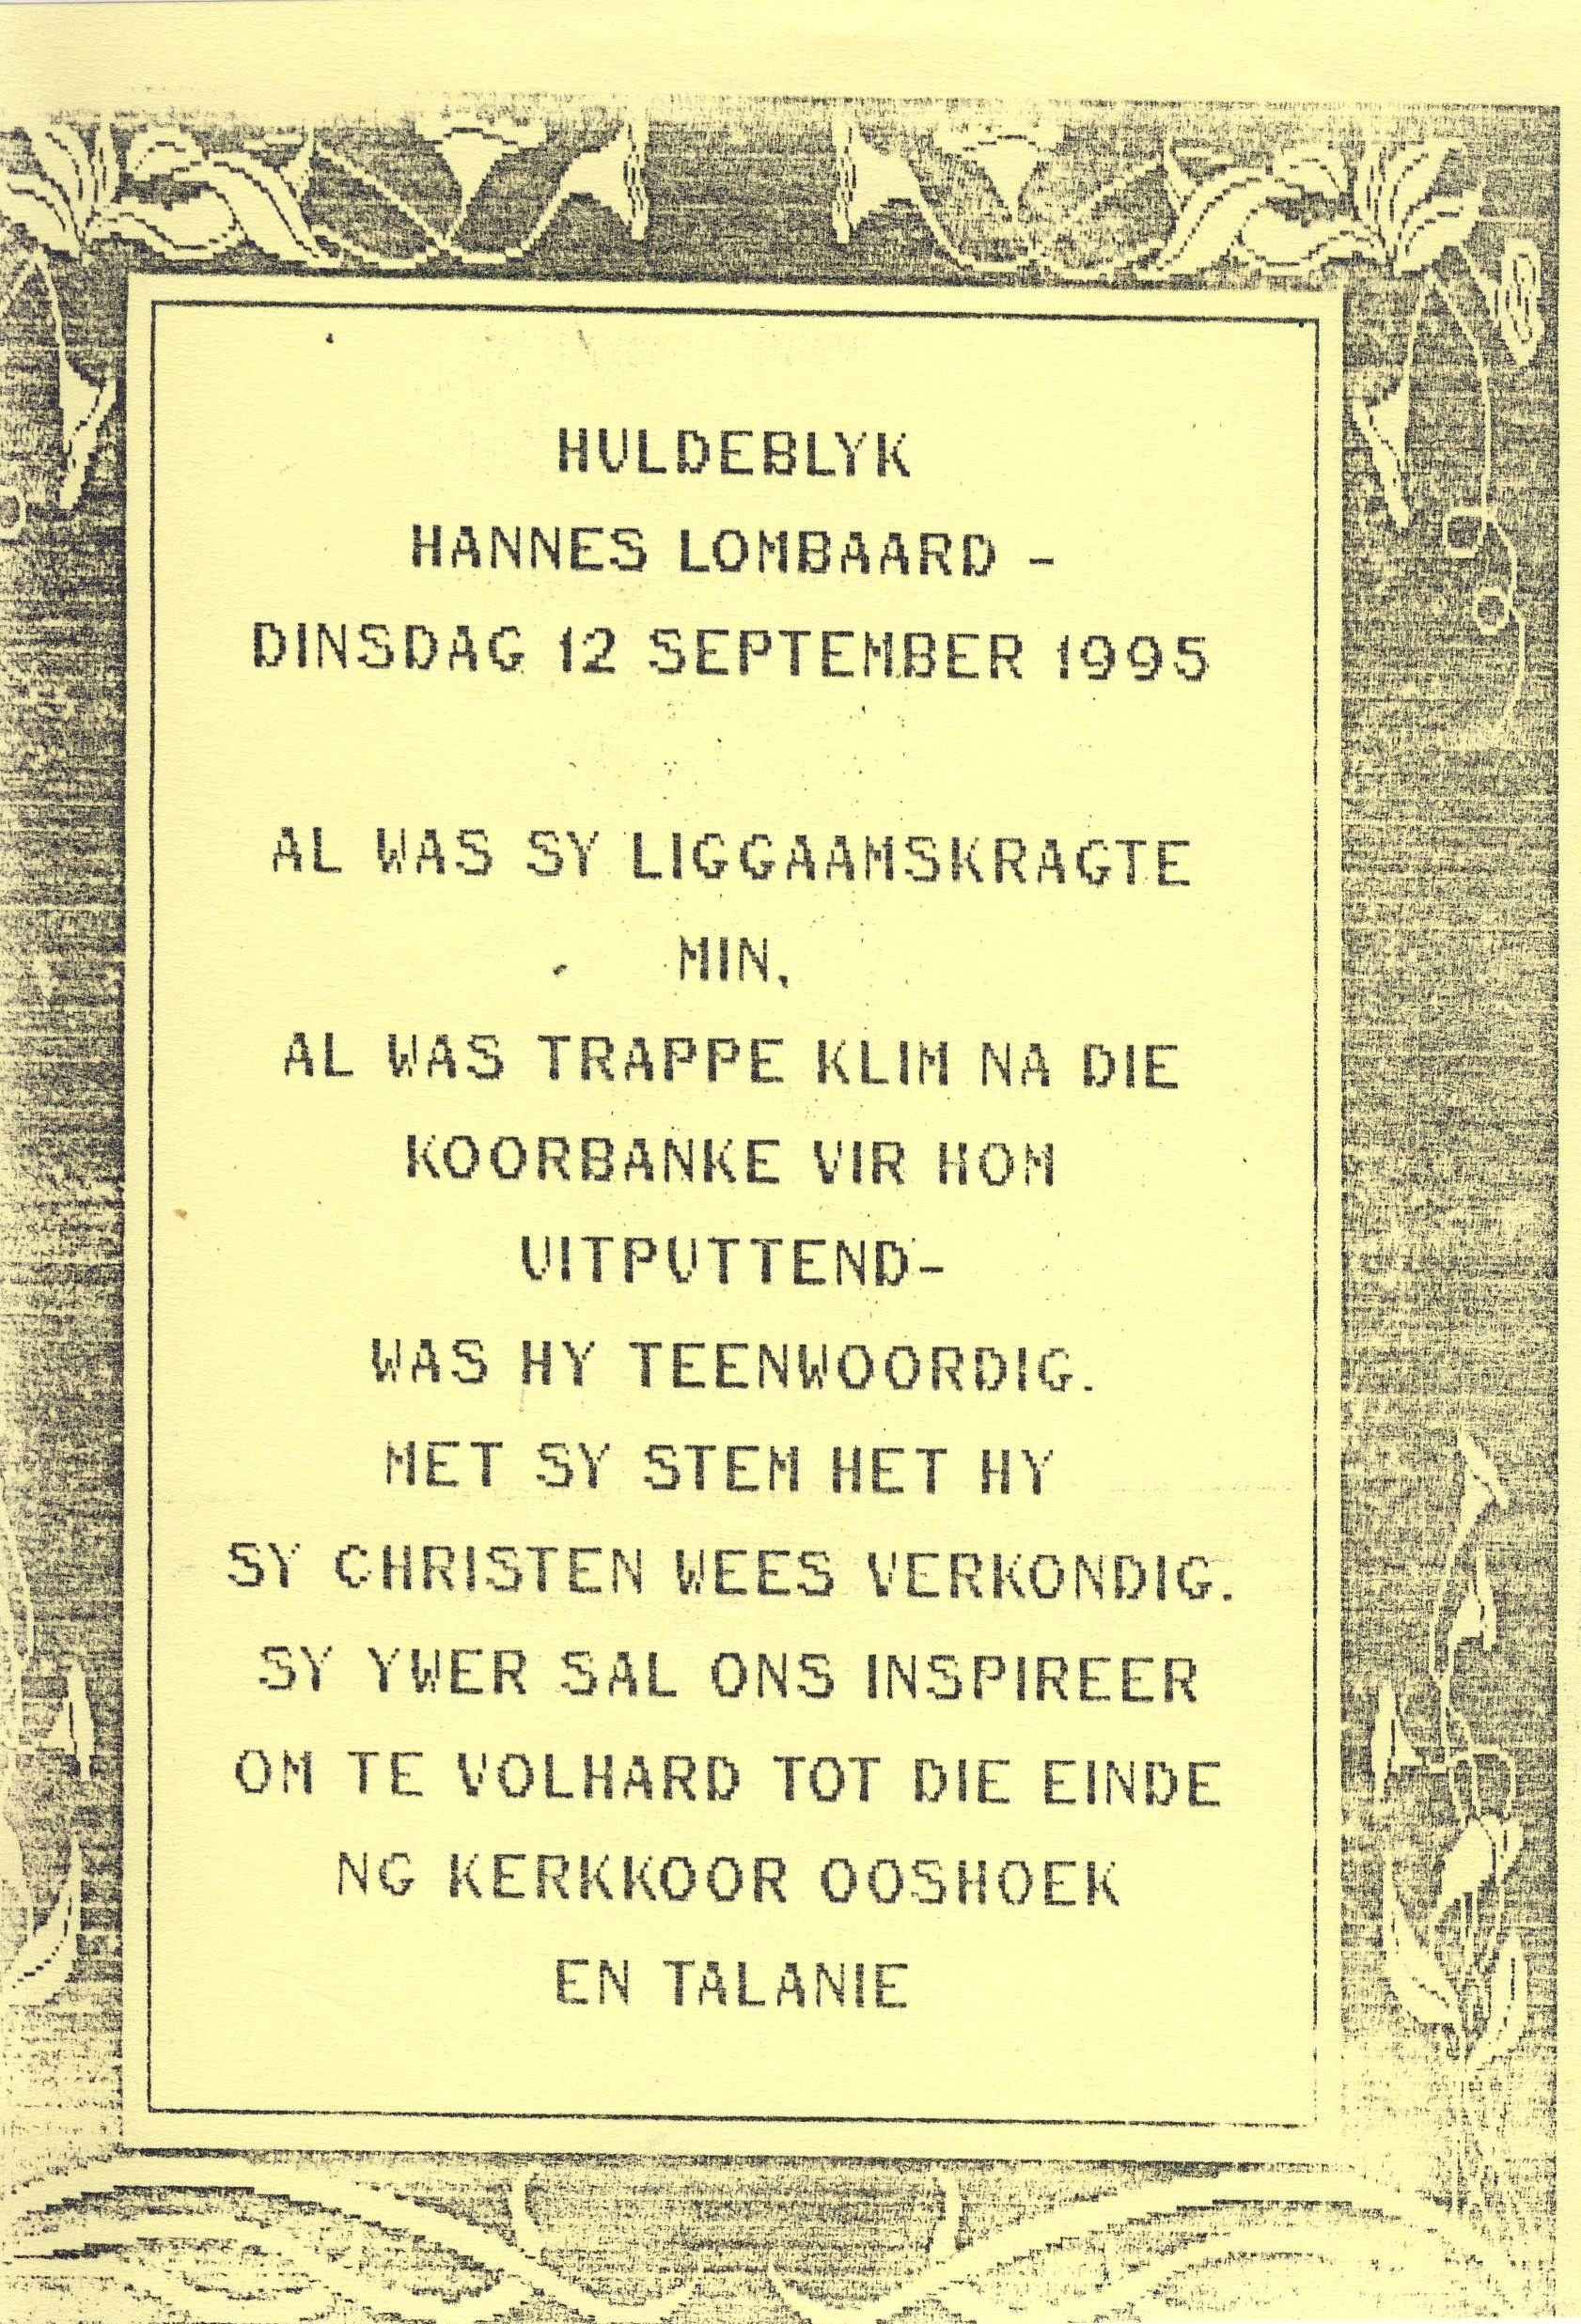 HULDEBLYK
HANNES LOMBAARD -
DINSDAG 12 SEPTEMBER 1995
AL WAS SY LIGGAAMSKRAGTE
MIN,
AL WAS TRAPPE KLIM NA DIE
KOORBANKE VIR HOM
UITPUTTEND-
WAS HY TEENWOORDIG.
MET SY STEM HET HY
SY CHRISTEN WEES VERKONDIG.
SY YWER SAL ONS INSPIREER
OM TE VOLHARD TOT DIE EINDE
NG KERKKOOR OOSHOEK
EN TALANIE